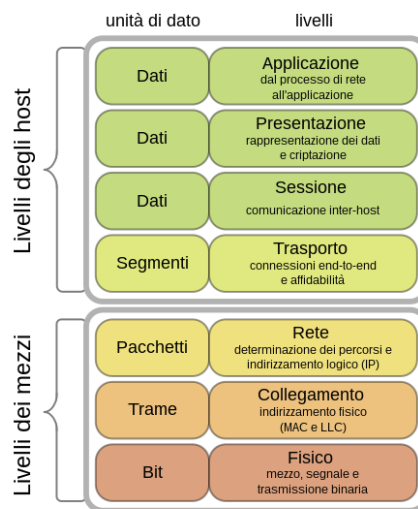 unità di dato
livelli
Livelli degli host
Dati
Applicazione
dal processo di rete
all'applicazione
Dati
Presentazione
rappresentazione dei dati
e criptazione
Dati
Sessione
comunicazione inter-host
Segmenti
Trasporto
connessioni end-to-end
e affidabilità
Livelli dei mezzi
Pacchetti
Rete
determinazione dei percorsi e
indirizzamento logico (IP)
Trame
Collegamento
indirizzamento fisico
(MAC e LLC)
Bit
Fisico
mezzo, segnale e
trasmissione binaria